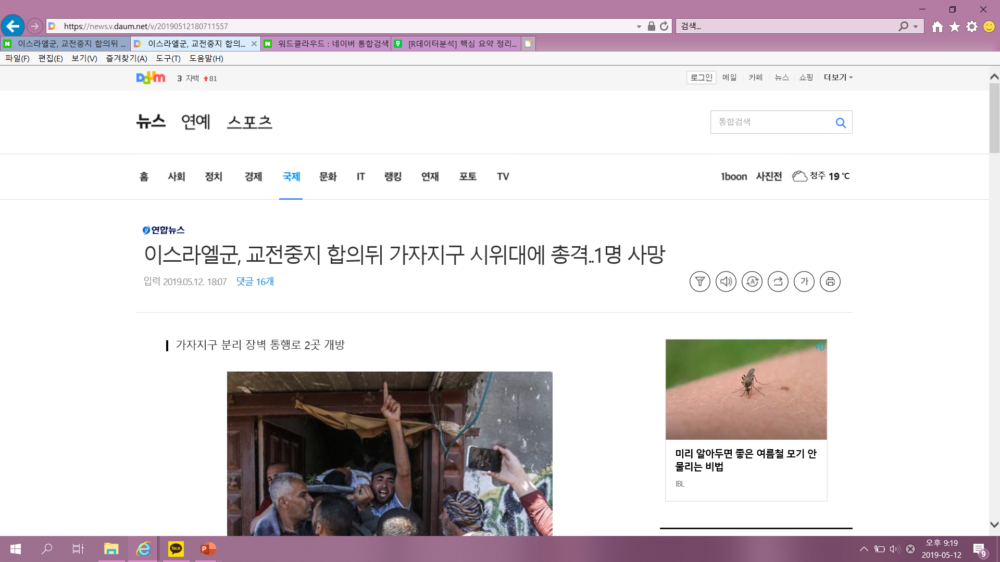 https://news.v.daum.net/v/20190512180711557
검색...
이스라엘군, 교전중지 합의뒤 ...
이스라엘군, 교전중지 합의...
워드클라우드 : 네이버 통합검색
[R데이터분석] 핵심 요약 정리...
파일(F) 편집(E) 보기(V) 즐겨찾기(A) 도구(T) 도움말(H)
Daum 3 자백 81
로그인 메일 카페 뉴스 쇼핑 더보기
뉴스 연예 스포츠
통합검색
홈 사회 정치 경제 국제 문화 IT 랭킹 연재 포토 TV
1boon 사진전 청주 19 ℃
연합뉴스
이스라엘군, 교전중지 합의뒤 가자지구 시위대에 총격..1명 사망
입력 2019.05.12. 18:07 댓글 16개
가
가자지구 분리 장벽 통행로 2곳 개방
미리 알아두면 좋은 여름철 모기 안
물리는 비법
IBL
TALK
P
오후 9:19
2019-05-12
9